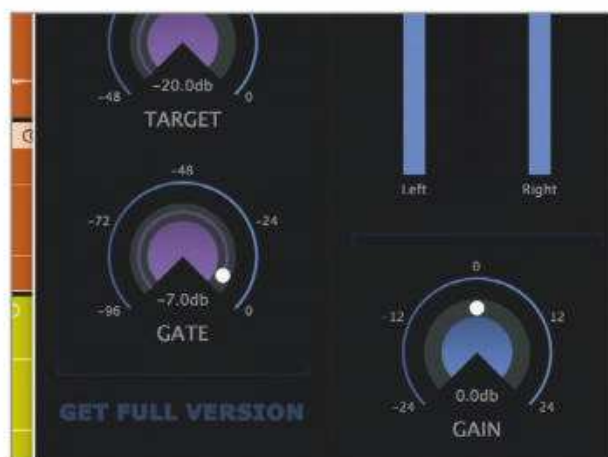 -20.0db
-48
0
TARGET
-48
-72
-24
-96
-7.0db
0
GATE
GET FULL VERSION
Left
Right
0
-12
12
0.0db
-24
24
GAIN